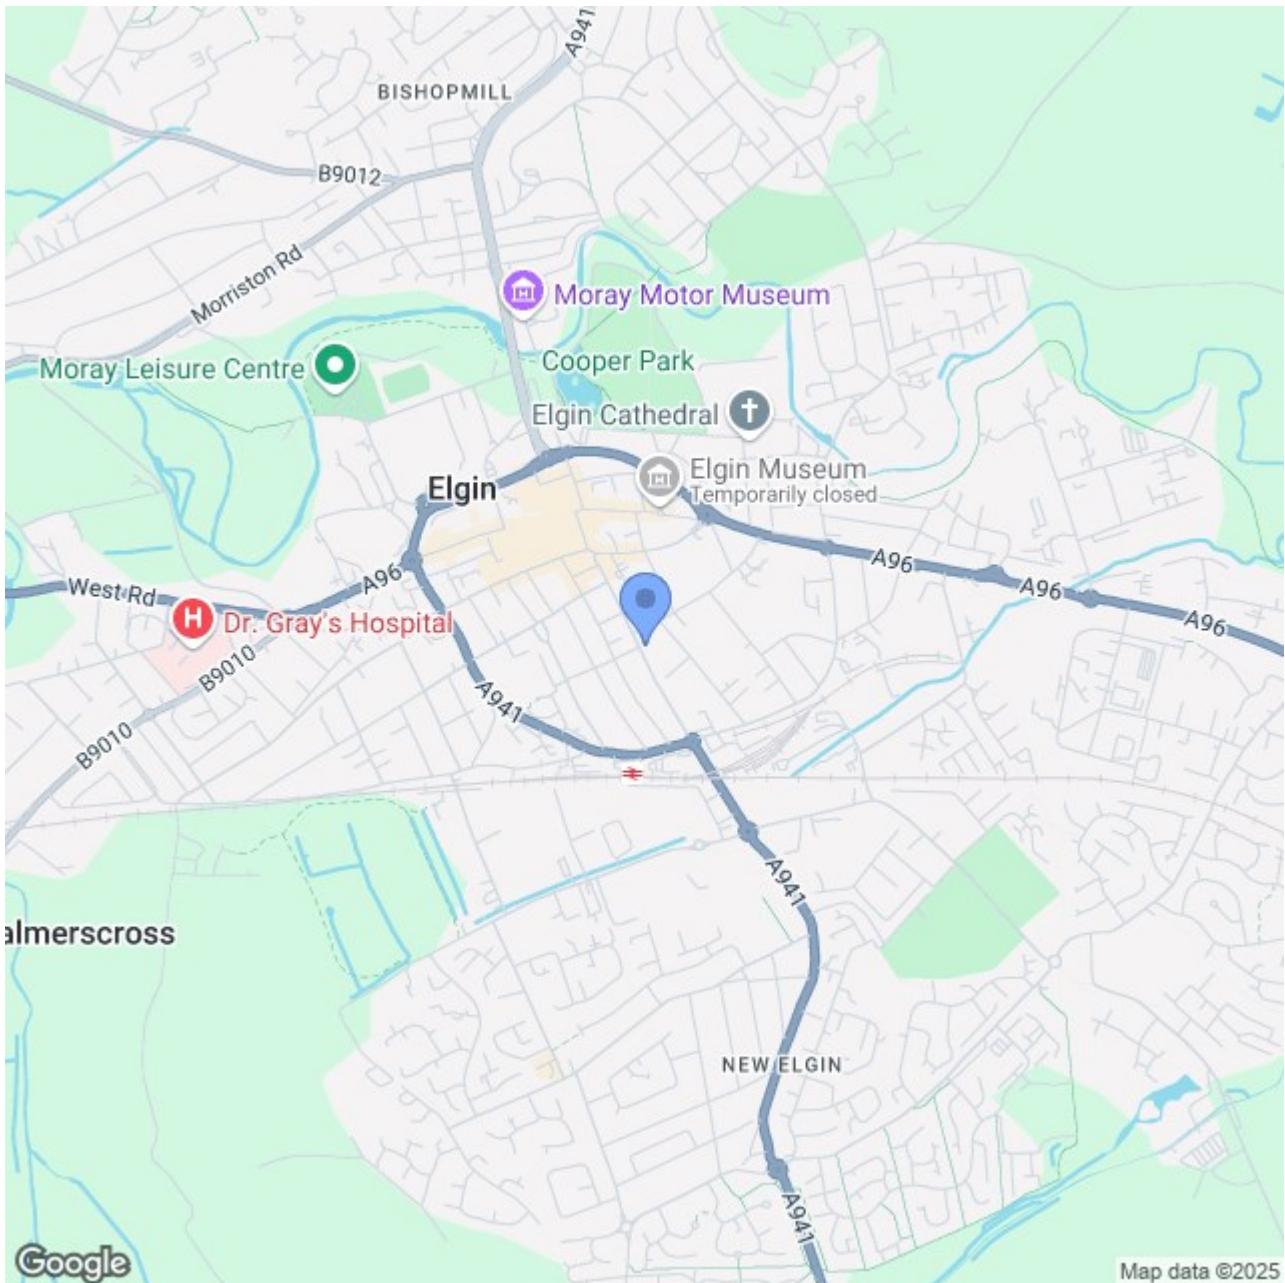 A941
BISHOPMILL
B9012
Morriston Rd
Moray Motor Museum
Moray Leisure Centre
Cooper Park
Elgin Cathedral
Elgin Museum
Temporarily closed
Elgin
A96
A96
A96
A96
West Rd
Dr. Gray's Hospital
B9010
B9010
A941
A941
almerscross
NEW ELGIN
A941
Google
Map data ©2025